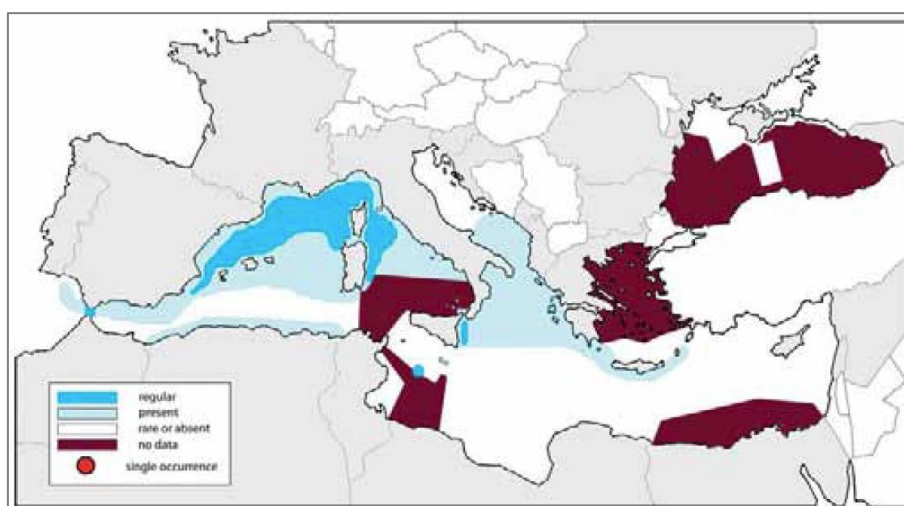 regular
present
rare or absent
no data
single occurrence